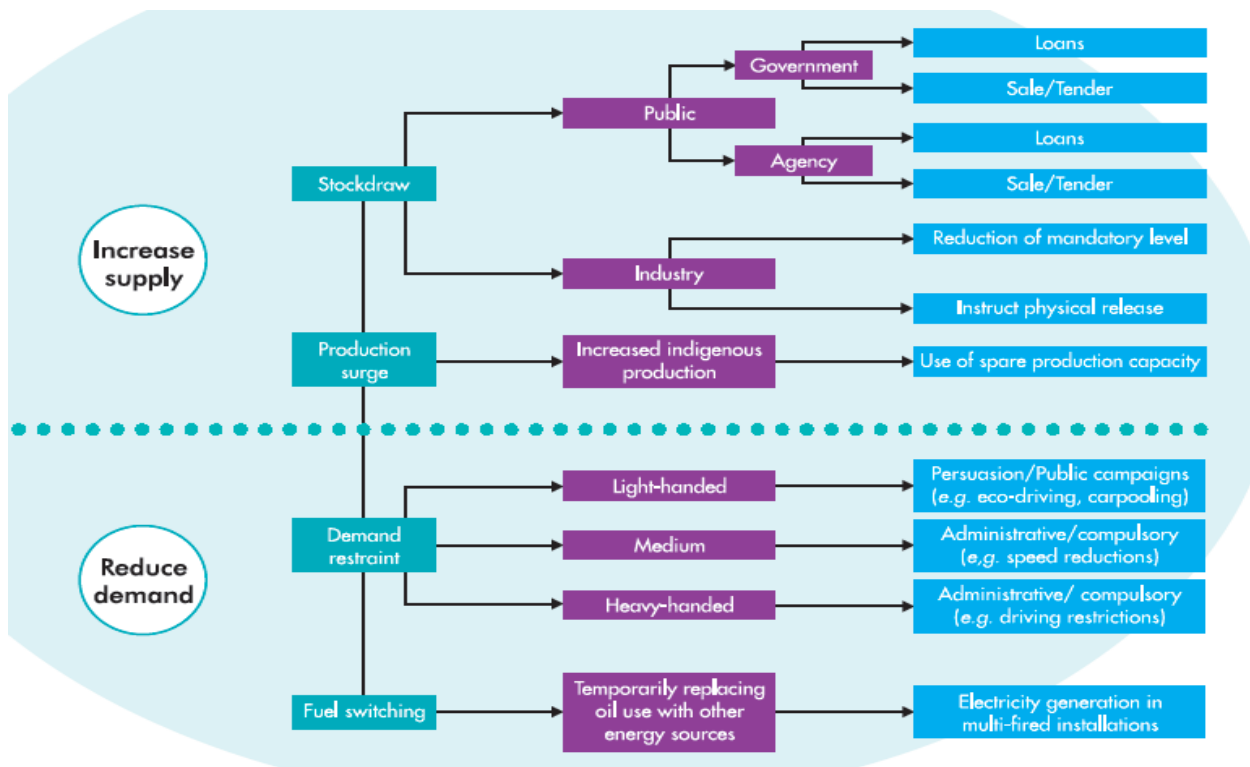 Increase
supply
Stockdraw
Public
Government
Loans
Sale/Tender
Agency
Loans
Sale/Tender
Industry
Reduction of mandatory level
Instruct physical release
Production
surge
Increased indigenous
production
Use of spare production capacity
Reduce
demand
Demand
restraint
Light-handed
Persuasion/Public campaigns
(e.g. eco-driving, carpooling)
Medium
Administrative/compulsory
(e,g. speed reductions)
Heavy-handed
Administrative/ compulsory
(e.g. driving restrictions)
Fuel switching
Temporarily replacing
oil use with other
energy sources
Electricity generation in
multi-fired installations